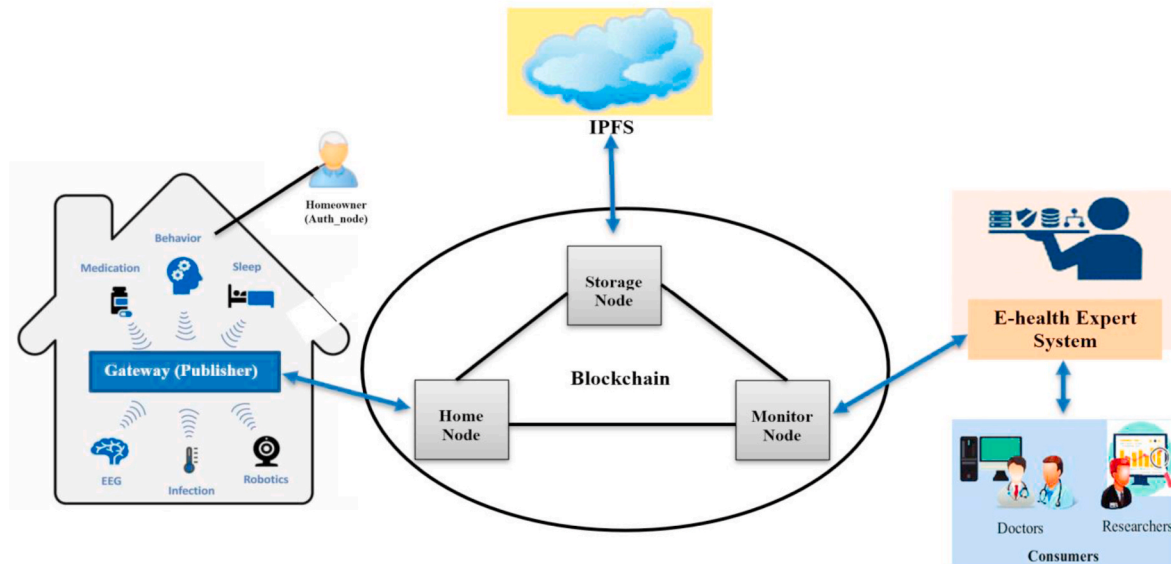 IPFS
Homeowner
(Auth_node)
Behavior
Medication
Sleep
Gateway (Publisher)
EEG
Infection
Robotics
Storage
Node
Blockchain
Home
Node
Monitor
Node
E-health Expert
System
Doctors
Researchers
Consumers